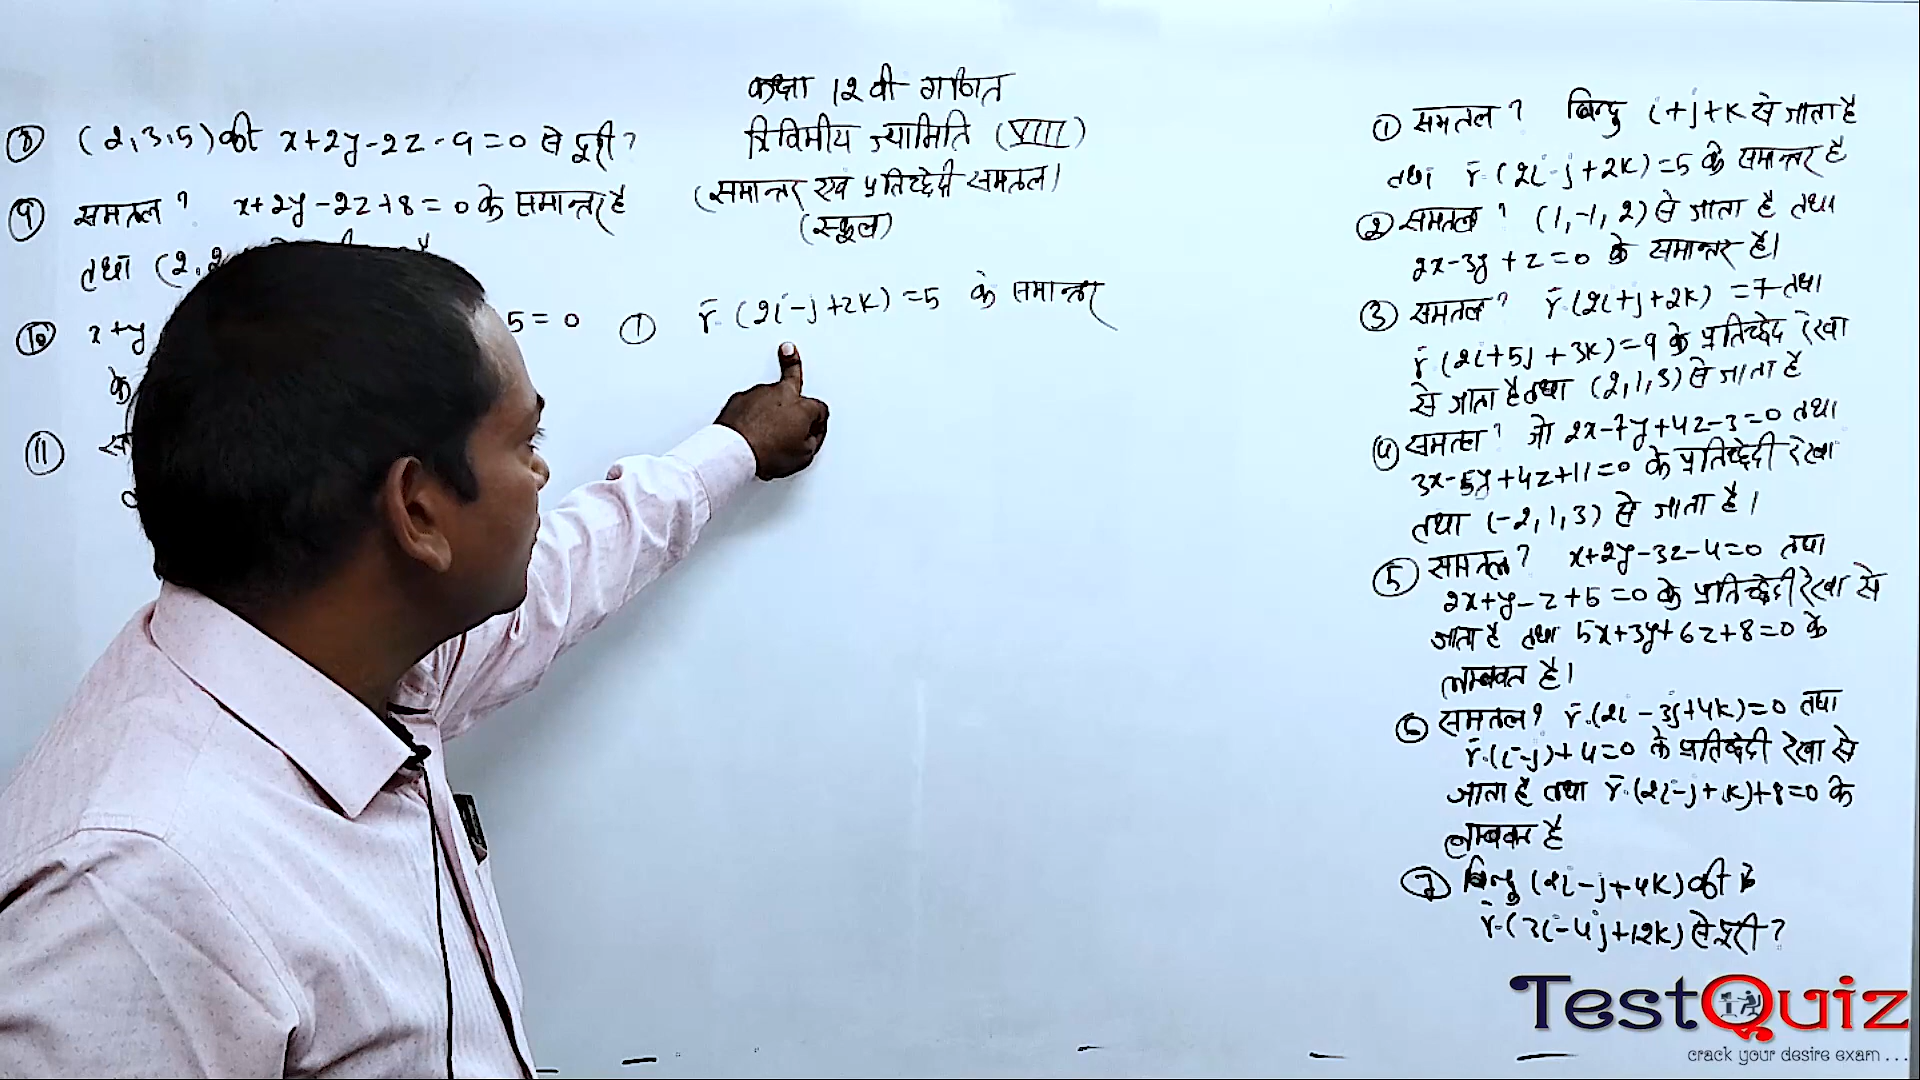 कक्षा 12 वी गणित
त्रिविमीय ज्यामिति (VIII)
(समान्तर एवं प्रतिच्छेदी समतल)
(स्कूल)
⑧ (2,3,5) की x+2y-2z-9=0 से दूरी?
⑨ समतल? x+2y-2z+8=0 के समान्तर है
तथा (2,2
⑩ x+y 5=0
के
⑪
① r̄.(2i-j+2k)=5 के समान्तर
① समतल? बिन्दु i+j+k से जाता है
तथा r̄.(2i-j+2k)=5 के समान्तर है
② समतल? (1,-1,2) से जाता है तथा
2x-3y+z=0 के समान्तर है।
③ समतल? r̄.(2i+j+2k)=7 तथा
r̄.(2i+5j+3k)=9 के प्रतिच्छेद रेखा
से जाता है तथा (2,1,3) से जाता है
④ समतल? जो 2x-7y+4z-3=0 तथा
3x-5y+4z+11=0 के प्रतिच्छेदी रेखा
तथा (-2,1,3) से जाता है।
⑤ समतल? x+2y-3z-4=0 तथा
2x+y-z+5=0 के प्रतिच्छेदी रेखा से
जाता है तथा 5x+3y+6z+8=0 के
लम्बवत है।
⑥ समतल? r̄.(2i-3j+4k)=0 तथा
r̄.(i-j)+4=0 के प्रतिच्छेदी रेखा से
जाता है तथा r̄.(2i-j+k)+8=0 के
लम्बवत है
⑦ बिन्दु (2i-j+4k) की
r̄.(3i-4j+12k) से दूरी?
TestQuiz
crack your desire exam...